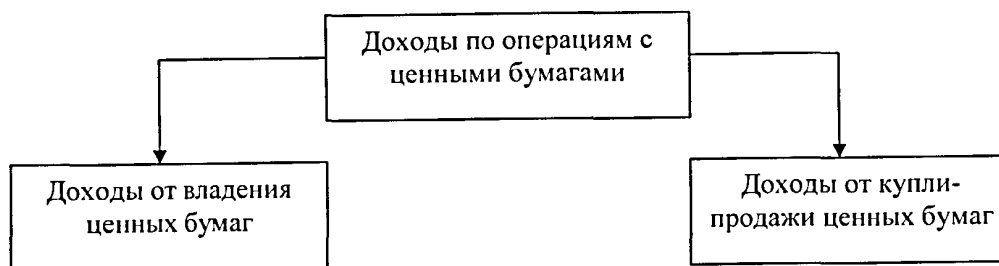 Доходы по операциям с
ценными бумагами
Доходы от владения
ценных бумаг
Доходы от купли-
продажи ценных бумаг